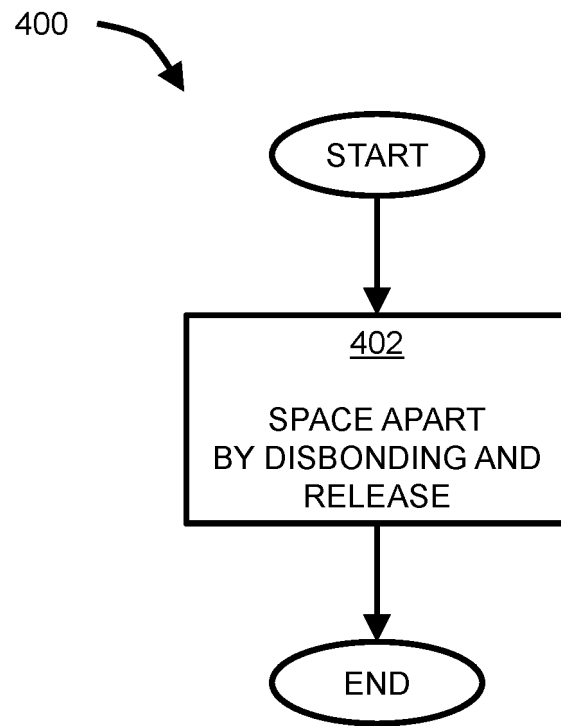 400
START
402
SPACE APART
BY DISBONDING AND
RELEASE
END